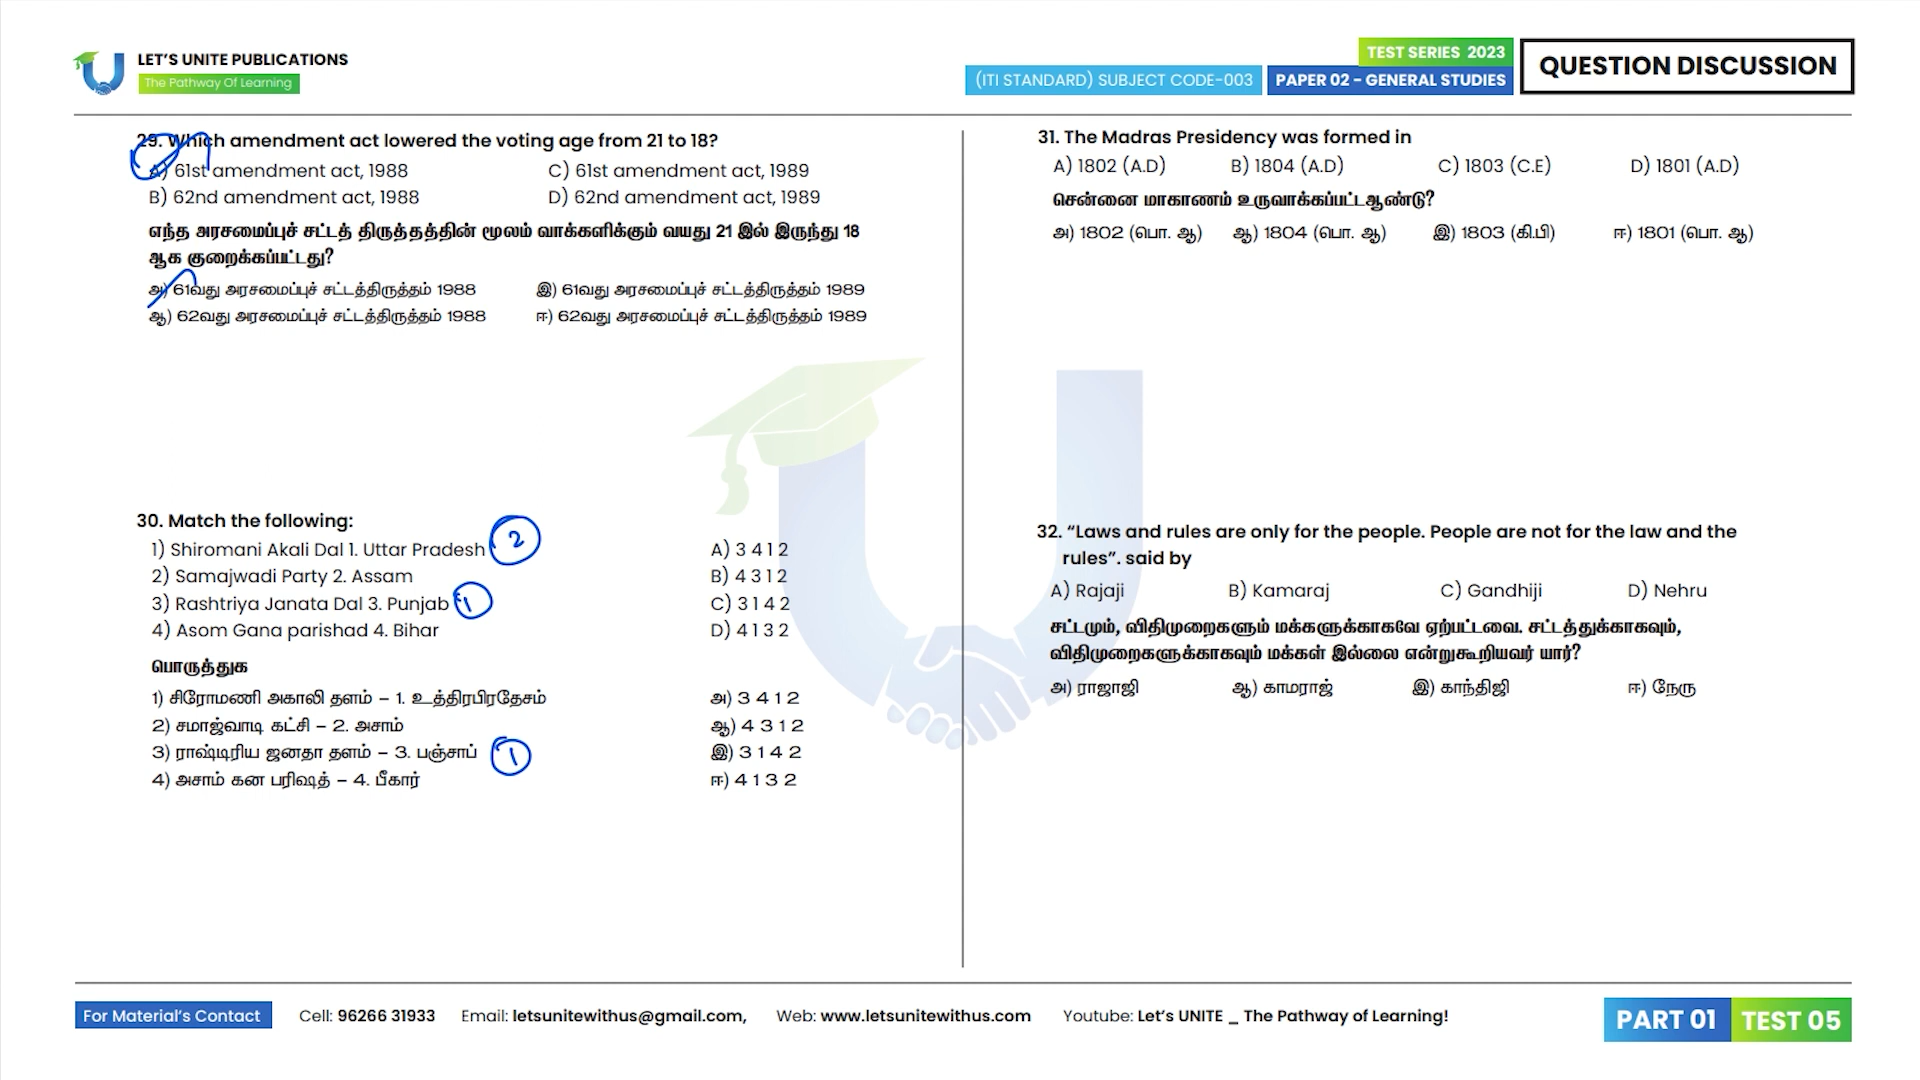 LET'S UNITE PUBLICATIONS
The Pathway Of Learning
TEST SERIES 2023
(ITI STANDARD) SUBJECT CODE-003
PAPER 02 - GENERAL STUDIES
QUESTION DISCUSSION
29. Which amendment act lowered the voting age from 21 to 18?
A) 61st amendment act, 1988 C) 61st amendment act, 1989
B) 62nd amendment act, 1988 D) 62nd amendment act, 1989
எந்த அரசமைப்புச் சட்டத் திருத்தத்தின் மூலம் வாக்களிக்கும் வயது 21 இல் இருந்து 18
ஆக குறைக்கப்பட்டது?
அ) 61வது அரசமைப்புச் சட்டத்திருத்தம் 1988 இ) 61வது அரசமைப்புச் சட்டத்திருத்தம் 1989
ஆ) 62வது அரசமைப்புச் சட்டத்திருத்தம் 1988 ஈ) 62வது அரசமைப்புச் சட்டத்திருத்தம் 1989
30. Match the following:
1) Shiromani Akali Dal 1. Uttar Pradesh 2 A) 3 4 1 2
2) Samajwadi Party 2. Assam B) 4 3 1 2
3) Rashtriya Janata Dal 3. Punjab 1 C) 3 1 4 2
4) Asom Gana parishad 4. Bihar D) 4 1 3 2
பொருத்துக
1) சிரோமணி அகாலி தளம் – 1. உத்திரபிரதேசம் அ) 3 4 1 2
2) சமாஜ்வாடி கட்சி – 2. அசாம் ஆ) 4 3 1 2
3) ராஷ்டிரிய ஜனதா தளம் – 3. பஞ்சாப் 1 இ) 3 1 4 2
4) அசாம் கன பரிஷத் – 4. பீகார் ஈ) 4 1 3 2
31. The Madras Presidency was formed in
A) 1802 (A.D) B) 1804 (A.D) C) 1803 (C.E) D) 1801 (A.D)
சென்னை மாகாணம் உருவாக்கப்பட்டஆண்டு?
அ) 1802 (பொ. ஆ) ஆ) 1804 (பொ. ஆ) இ) 1803 (கி.பி) ஈ) 1801 (பொ. ஆ)
32. “Laws and rules are only for the people. People are not for the law and the
rules”. said by
A) Rajaji B) Kamaraj C) Gandhiji D) Nehru
சட்டமும், விதிமுறைகளும் மக்களுக்காகவே ஏற்பட்டவை. சட்டத்துக்காகவும்,
விதிமுறைகளுக்காகவும் மக்கள் இல்லை என்றுகூறியவர் யார்?
அ) ராஜாஜி ஆ) காமராஜ் இ) காந்திஜி ஈ) நேரு
For Material's Contact Cell: 96266 31933 Email: letsunitewithus@gmail.com, Web: www.letsunitewithus.com Youtube: Let's UNITE _ The Pathway of Learning!
PART 01 TEST 05